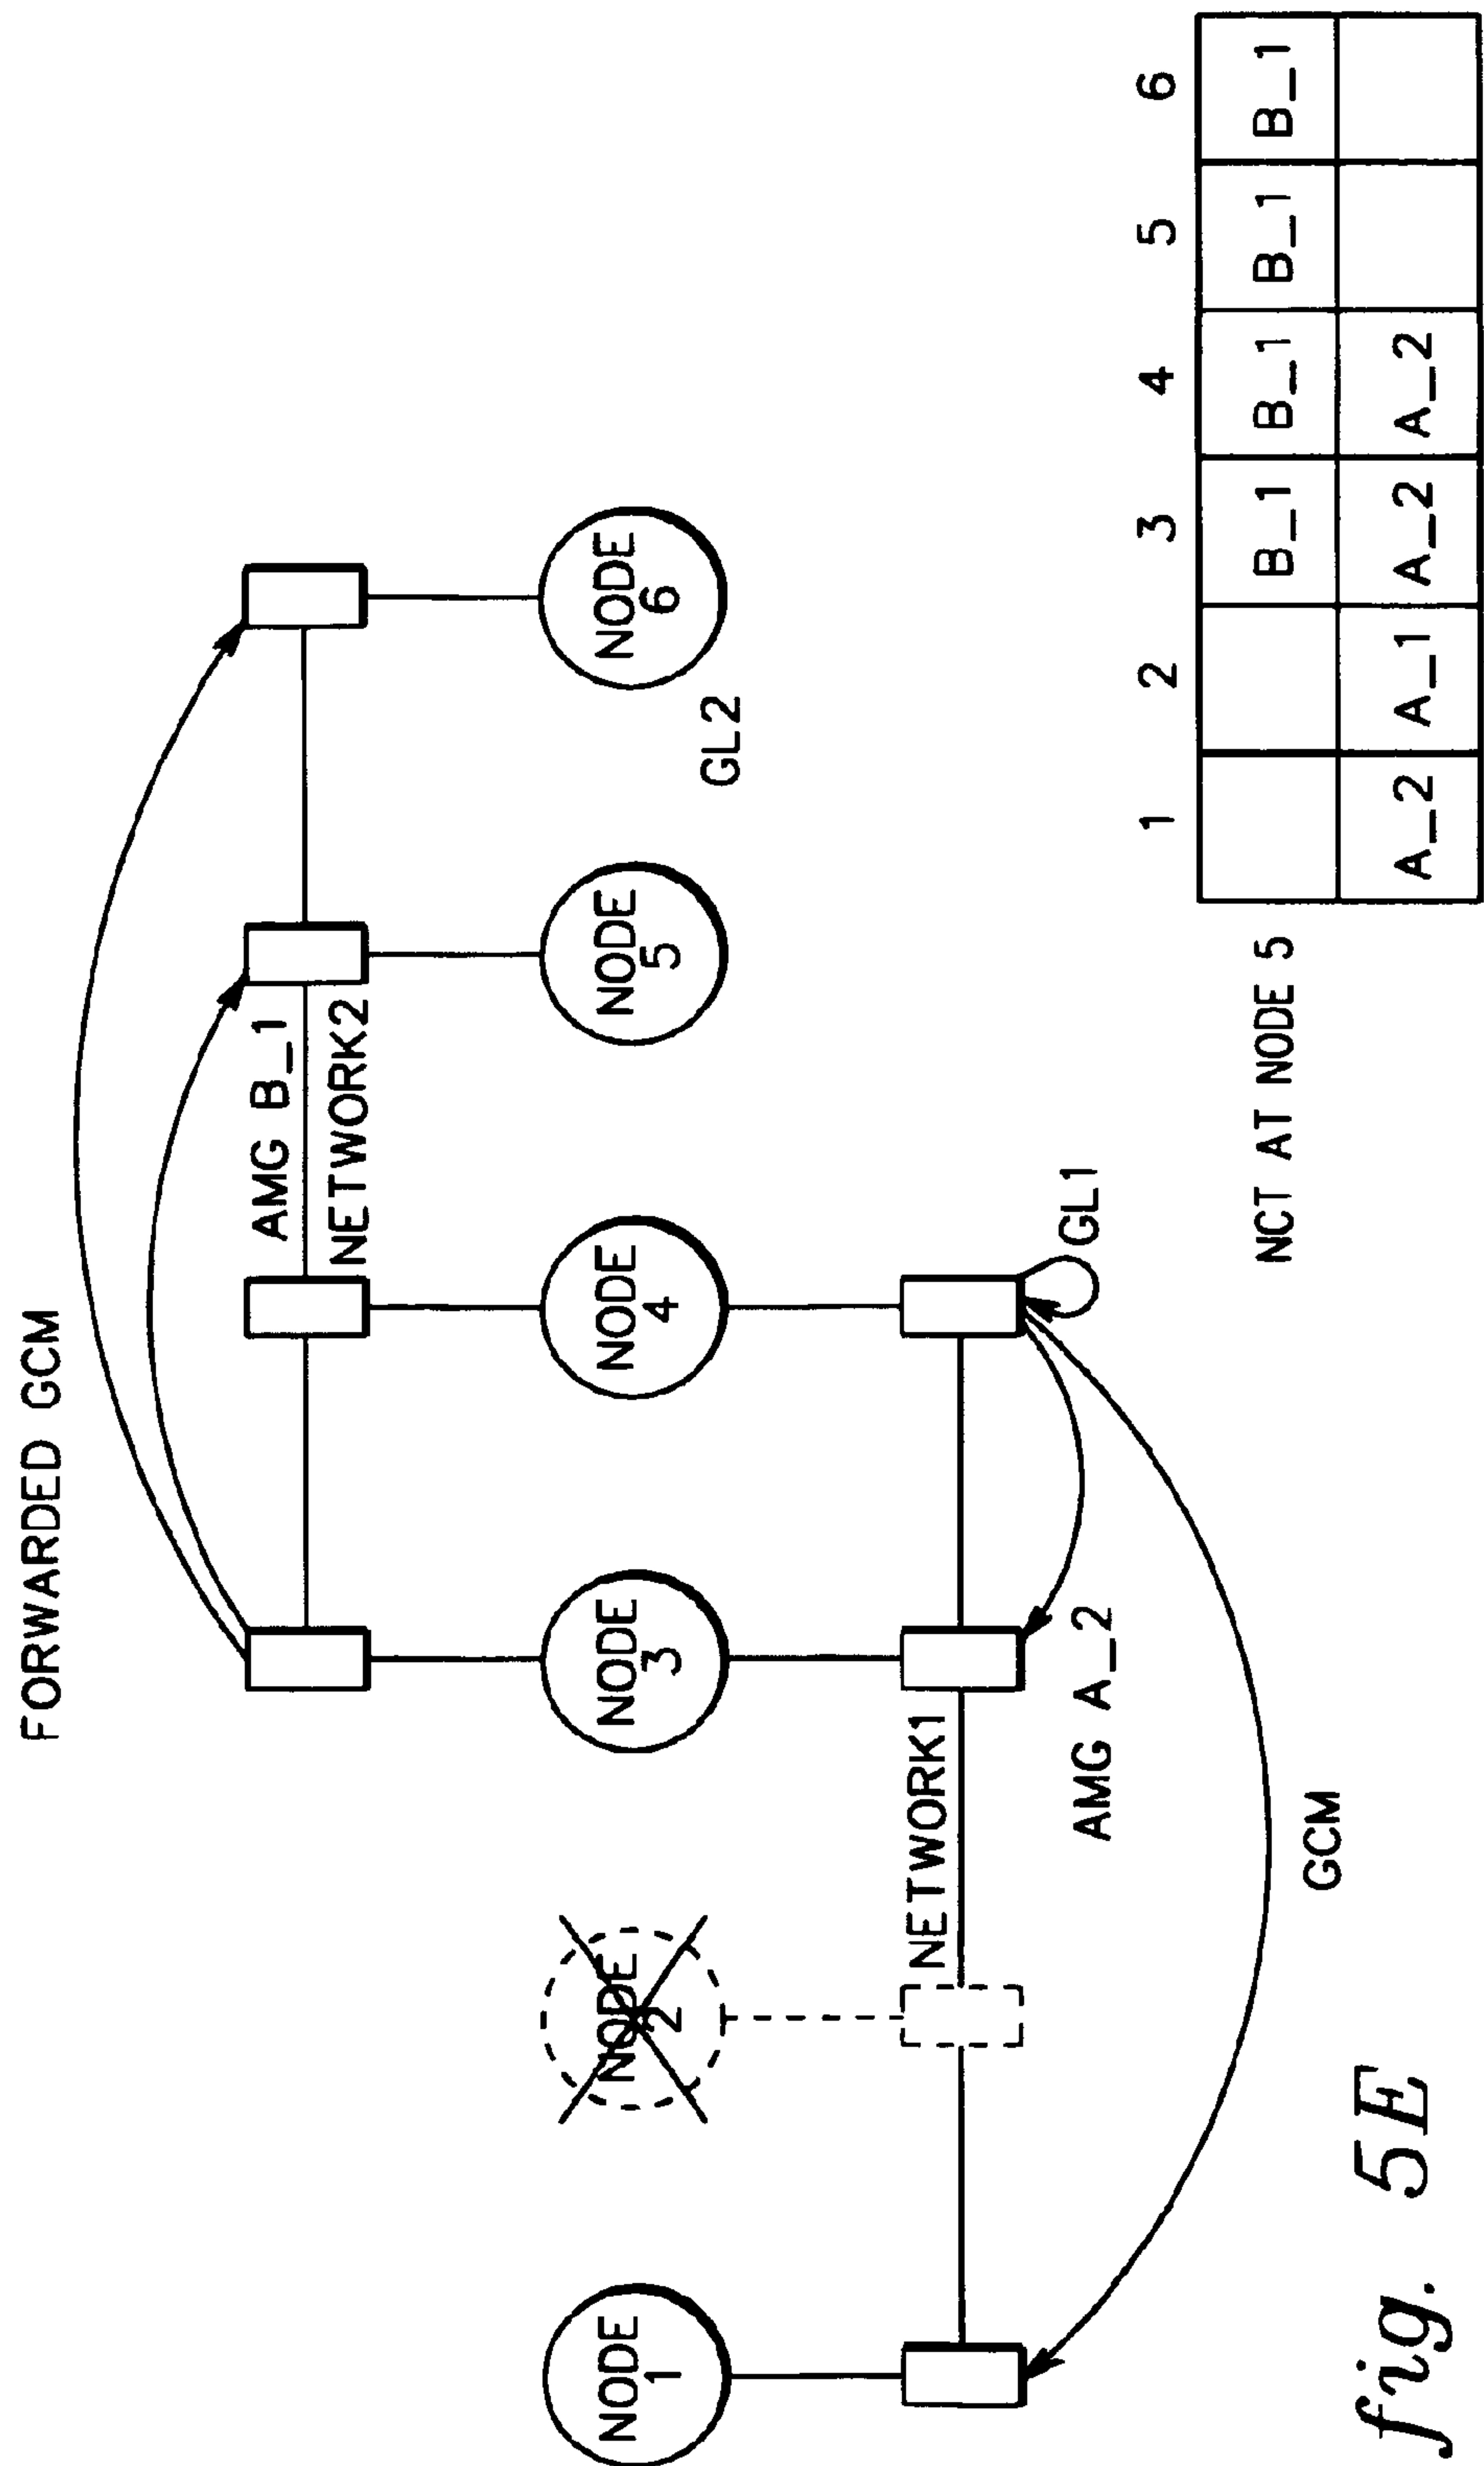 FORWARDED GCM
AMG B_1
NETWORK2
NODE
1
NODE
2
NODE
3
NODE
4
NODE
5
NODE
6
GL2
NETWORK1
AMG A_2
GL1
GCM
NCT AT NODE 5
1 2 3 4 5 6
B_1 B_1 B_1 B_1
A_2 A_1 A_2 A_2
fig. 5E